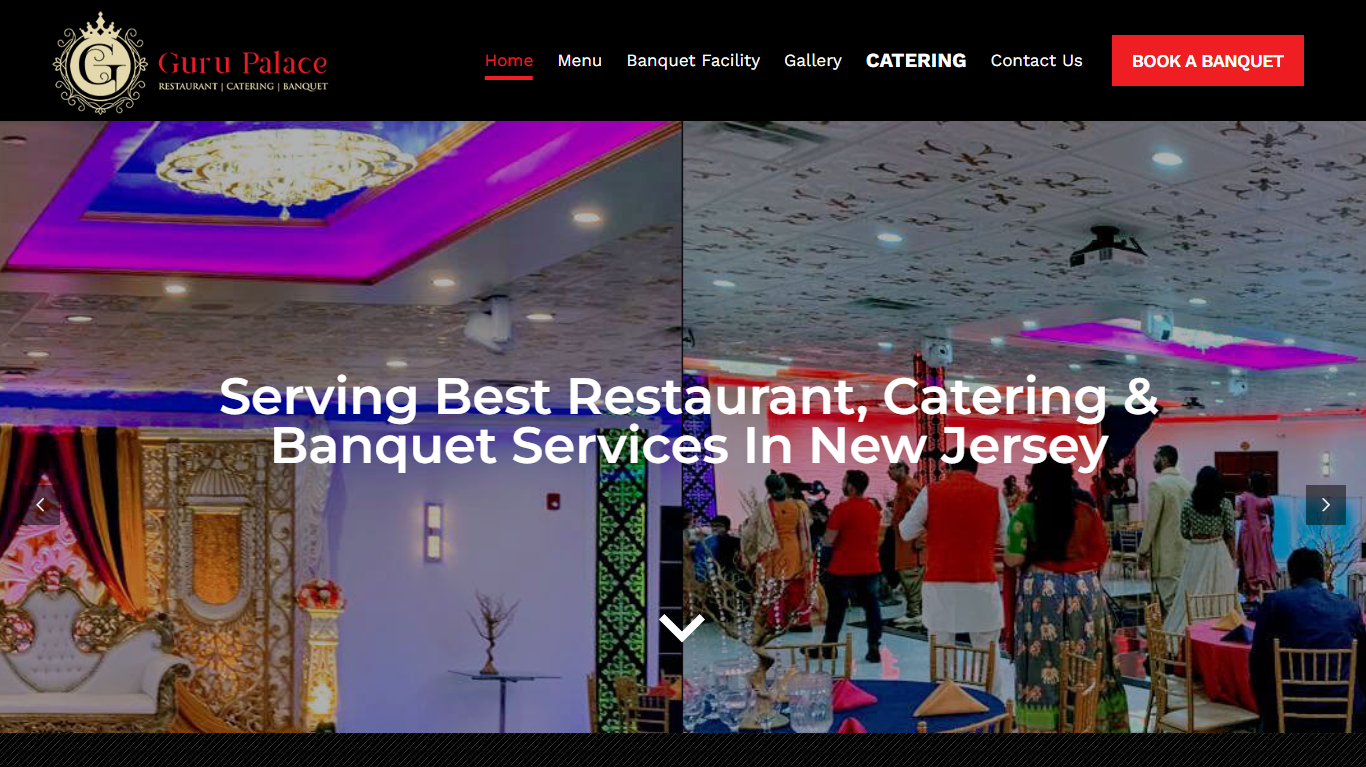 G
Guru Palace
RESTAURANT | CATERING | BANQUET
Home
Menu
Banquet Facility
Gallery
CATERING
Contact Us
BOOK A BANQUET
Serving Best Restaurant, Catering &
Banquet Services In New Jersey